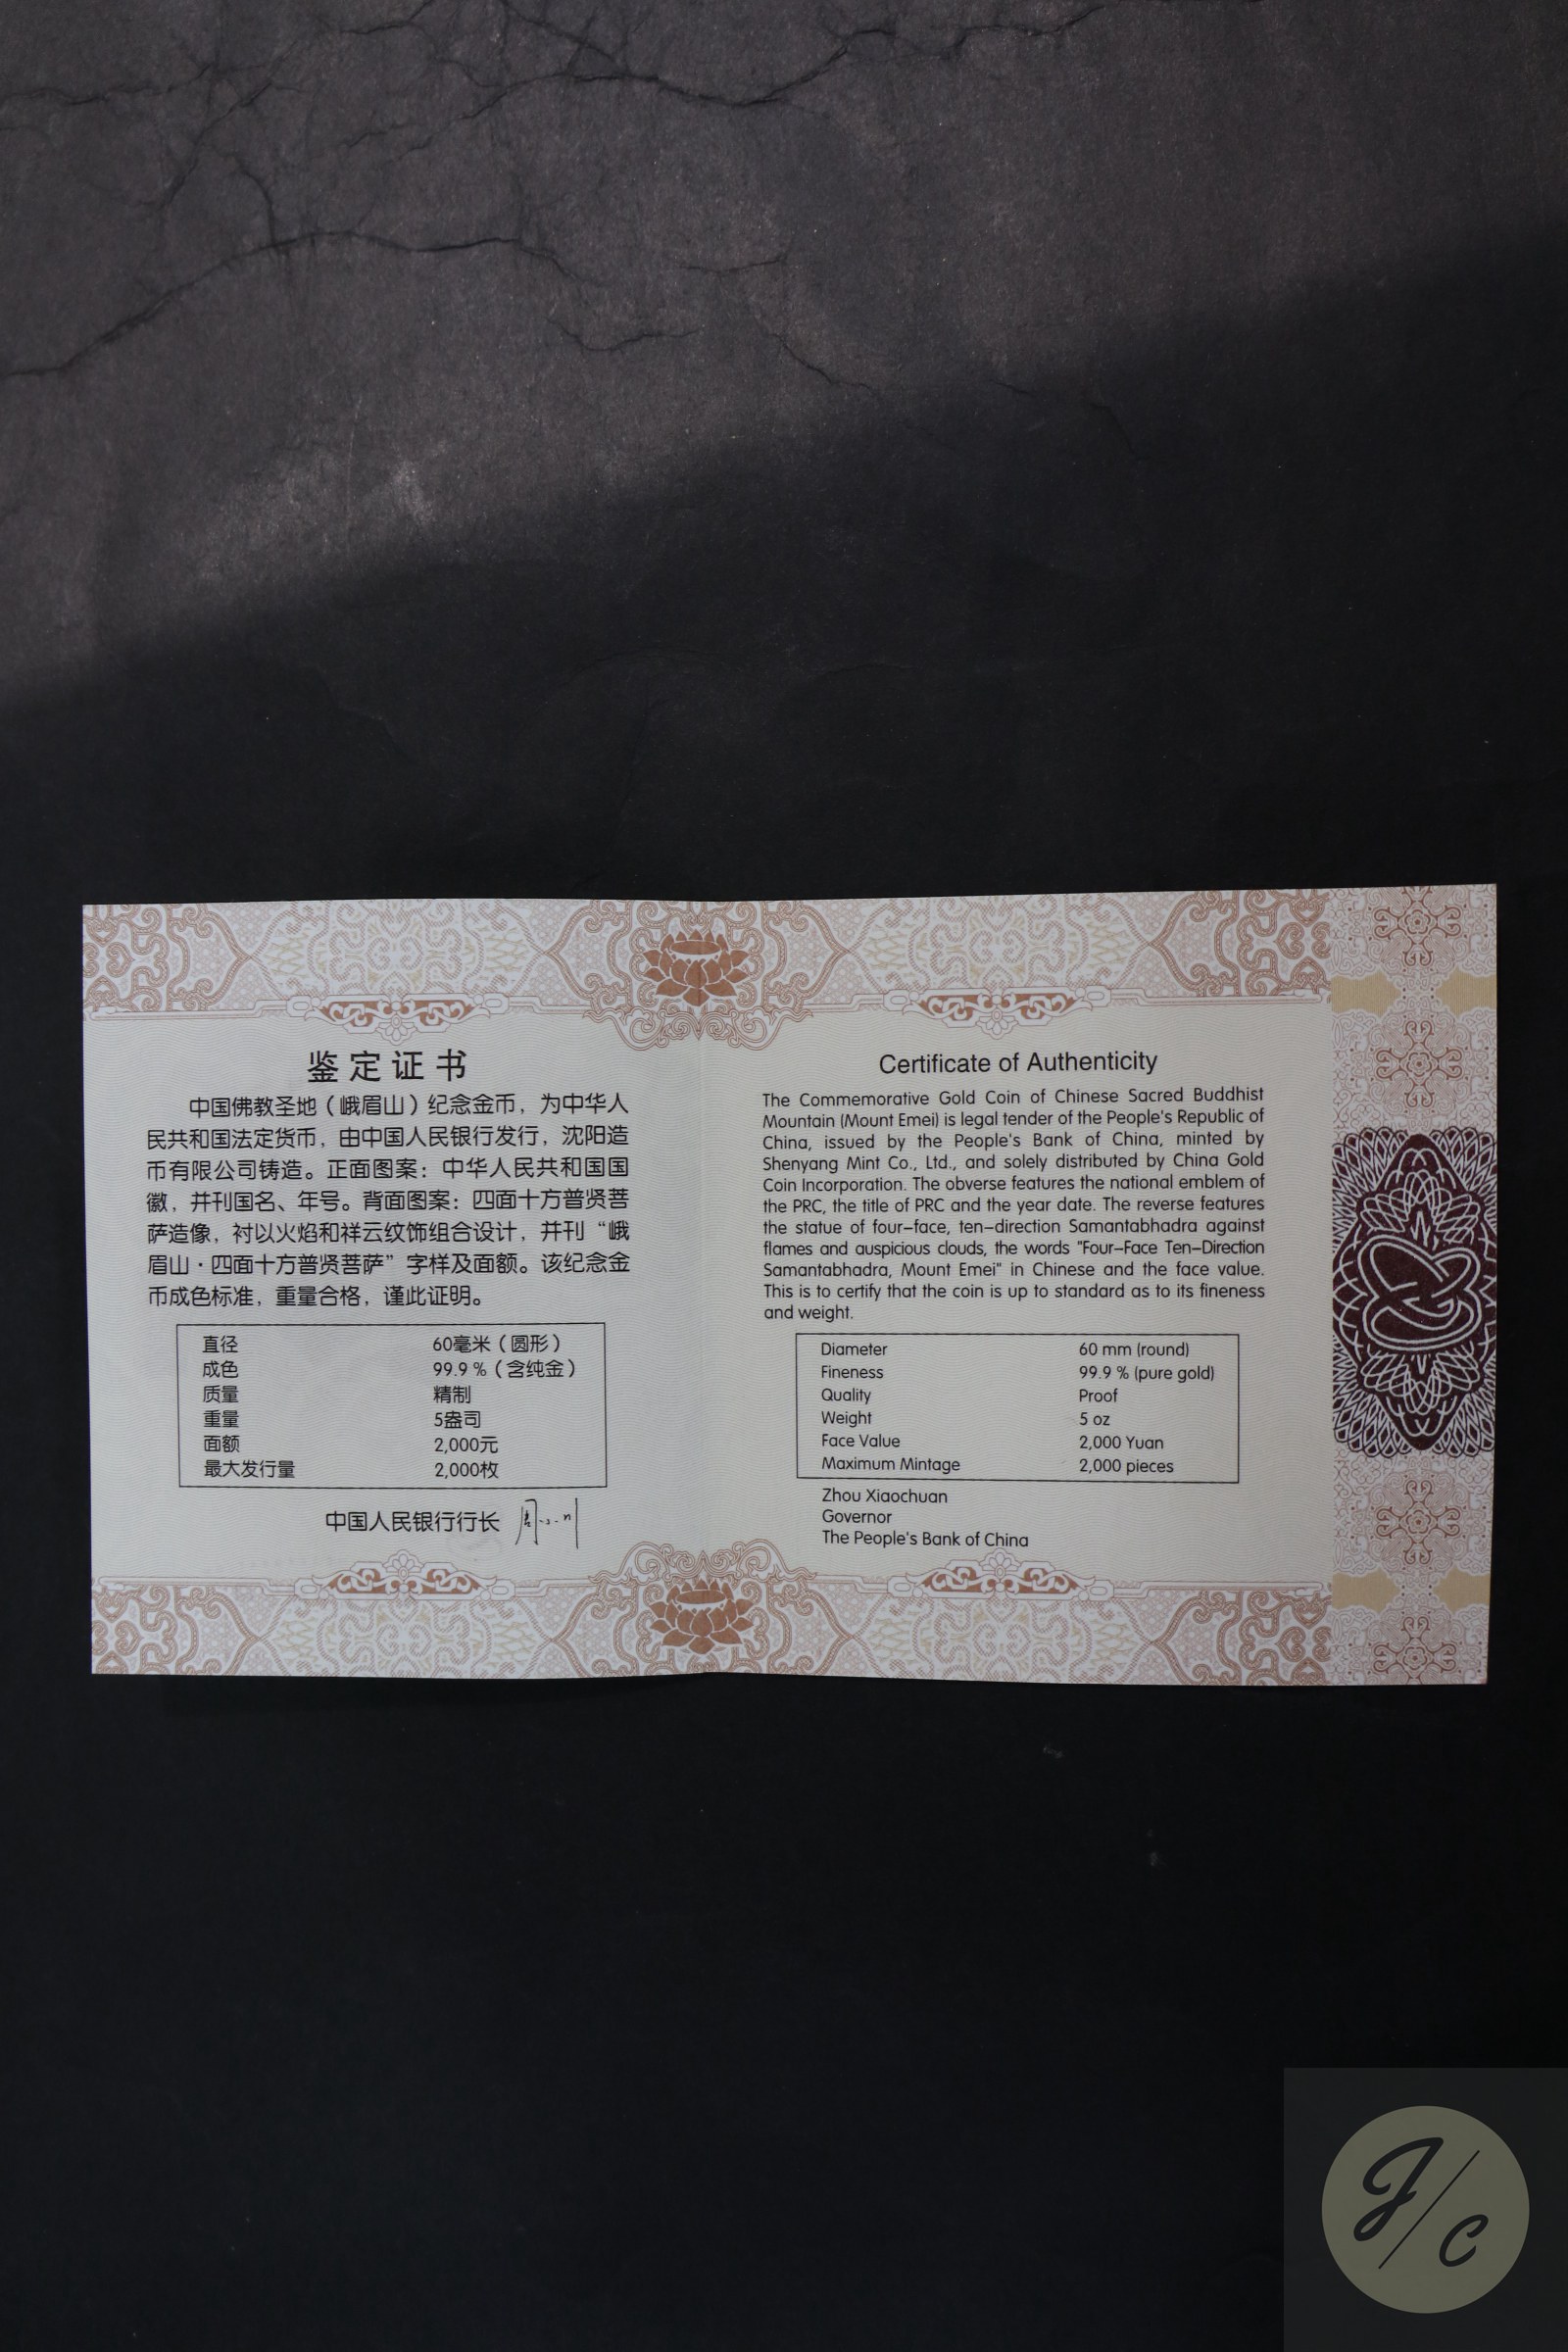 鉴定证书
中国佛教圣地（峨眉山）纪念金币，为中华人
民共和国法定货币，由中国人民银行发行，沈阳造
币有限公司铸造。正面图案：中华人民共和国国
徽，并刊国名、年号。背面图案：四面十方普贤菩
萨造像，衬以火焰和祥云纹饰组合设计，并刊“峨
眉山·四面十方普贤菩萨”字样及面额。该纪念金
币成色标准，重量合格，谨此证明。
直径 60毫米（圆形）
成色 99.9 %（含纯金）
质量 精制
重量 5盎司
面额 2,000元
最大发行量 2,000枚
中国人民银行行长 周小川
Certificate of Authenticity
The Commemorative Gold Coin of Chinese Sacred Buddhist
Mountain (Mount Emei) is legal tender of the People's Republic of
China, issued by the People's Bank of China, minted by
Shenyang Mint Co., Ltd., and solely distributed by China Gold
Coin Incorporation. The obverse features the national emblem of
the PRC, the title of PRC and the year date. The reverse features
the statue of four-face, ten-direction Samantabhadra against
flames and auspicious clouds, the words "Four-Face Ten-Direction
Samantabhadra, Mount Emei" in Chinese and the face value.
This is to certify that the coin is up to standard as to its fineness
and weight.
Diameter 60 mm (round)
Fineness 99.9 % (pure gold)
Quality Proof
Weight 5 oz
Face Value 2,000 Yuan
Maximum Mintage 2,000 pieces
Zhou Xiaochuan
Governor
The People's Bank of China
J/c